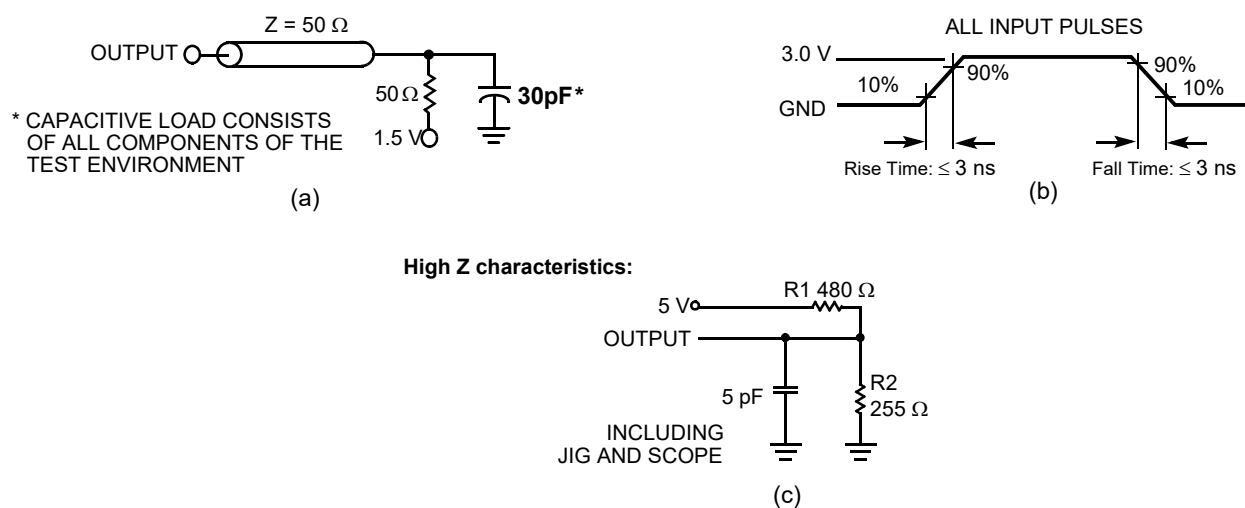 Z = 50 Ω
OUTPUT
50 Ω
30pF*
1.5 V
* CAPACITIVE LOAD CONSISTS
OF ALL COMPONENTS OF THE
TEST ENVIRONMENT
(a)
ALL INPUT PULSES
3.0 V
90%
90%
10%
10%
GND
Rise Time: ≤ 3 ns
Fall Time: ≤ 3 ns
(b)
High Z characteristics:
R1 480 Ω
5 V
OUTPUT
R2
255 Ω
5 pF
INCLUDING
JIG AND SCOPE
(c)